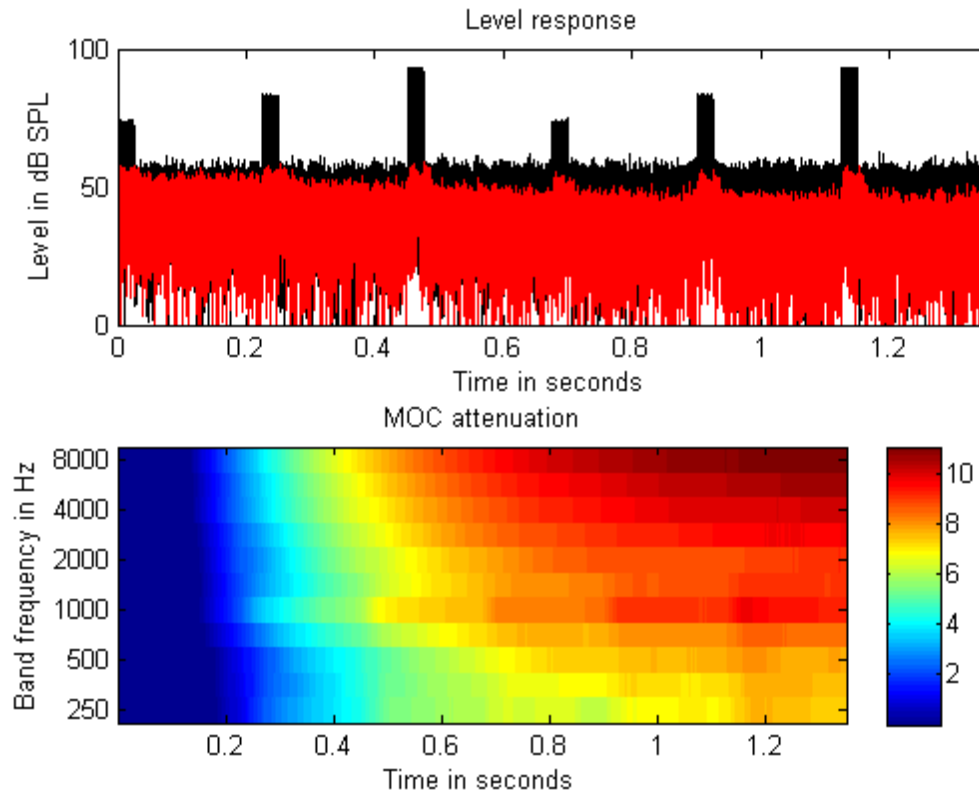 Level response
100
50
0
Level in dB SPL
0 0.2 0.4 0.6 0.8 1 1.2
Time in seconds
MOC attenuation
8000
4000
2000
1000
500
250
Band frequency in Hz
0.2 0.4 0.6 0.8 1 1.2
Time in seconds
10
8
6
4
2